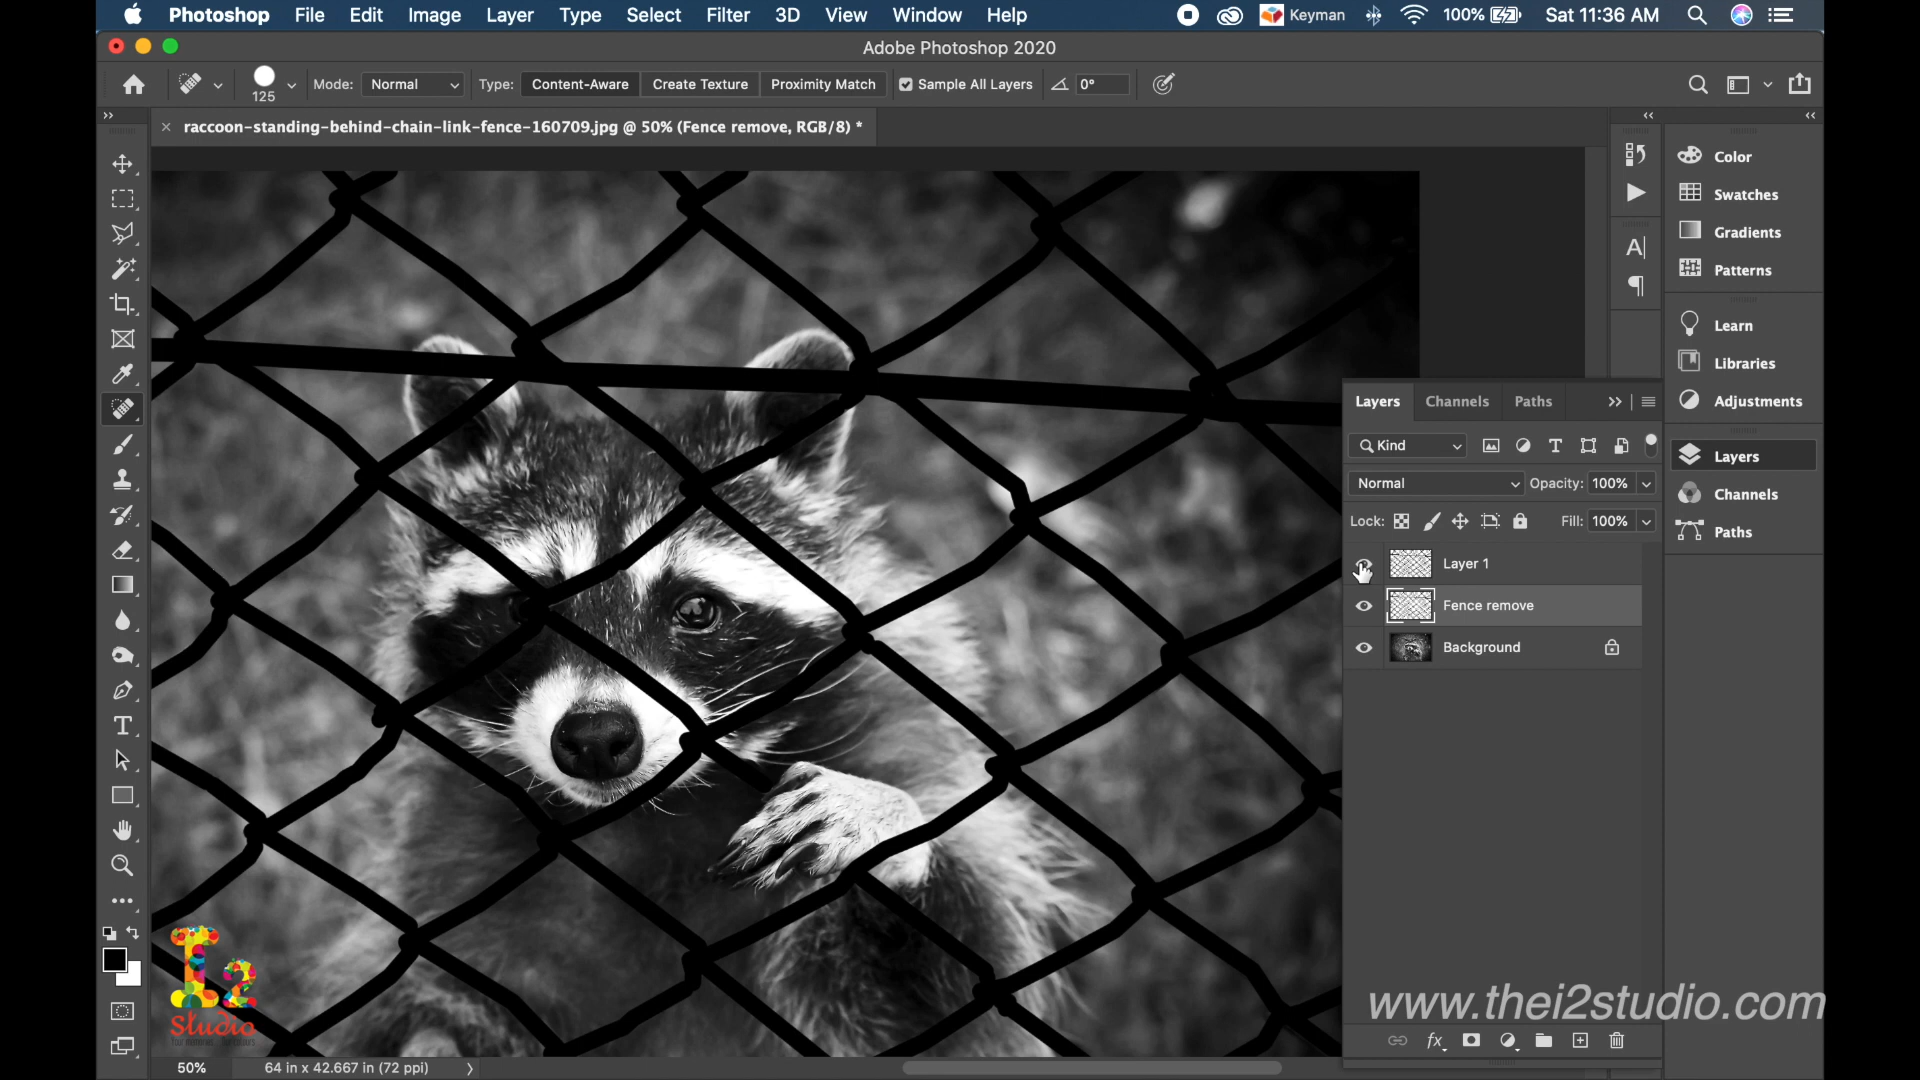 Photoshop File Edit Image Layer Type Select Filter 3D View Window Help Keyman 100% Sat 11:36 AM
Adobe Photoshop 2020
125 Mode: Normal Type: Content-Aware Create Texture Proximity Match Sample All Layers 0°
raccoon-standing-behind-chain-link-fence-160709.jpg @ 50% (Fence remove, RGB/8) *
Color
Swatches
Gradients
Patterns
Learn
Libraries
Adjustments
Layers
Channels
Paths
Layers Channels Paths
Kind
Normal Opacity: 100%
Lock: Fill: 100%
Layer 1
Fence remove
Background
I2
Studio
www.thei2studio.com
50% 64 in x 42.667 in (72 ppi)